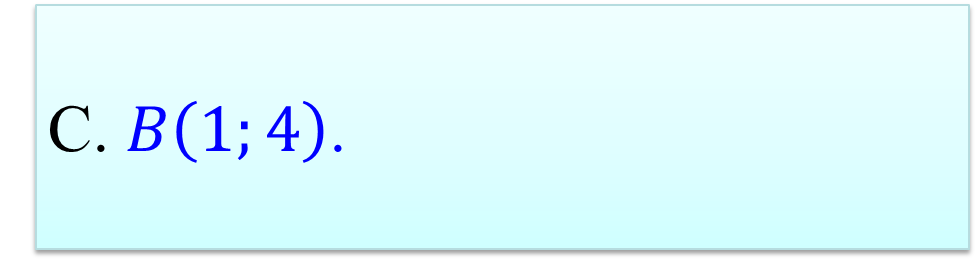 C. B(1; 4).